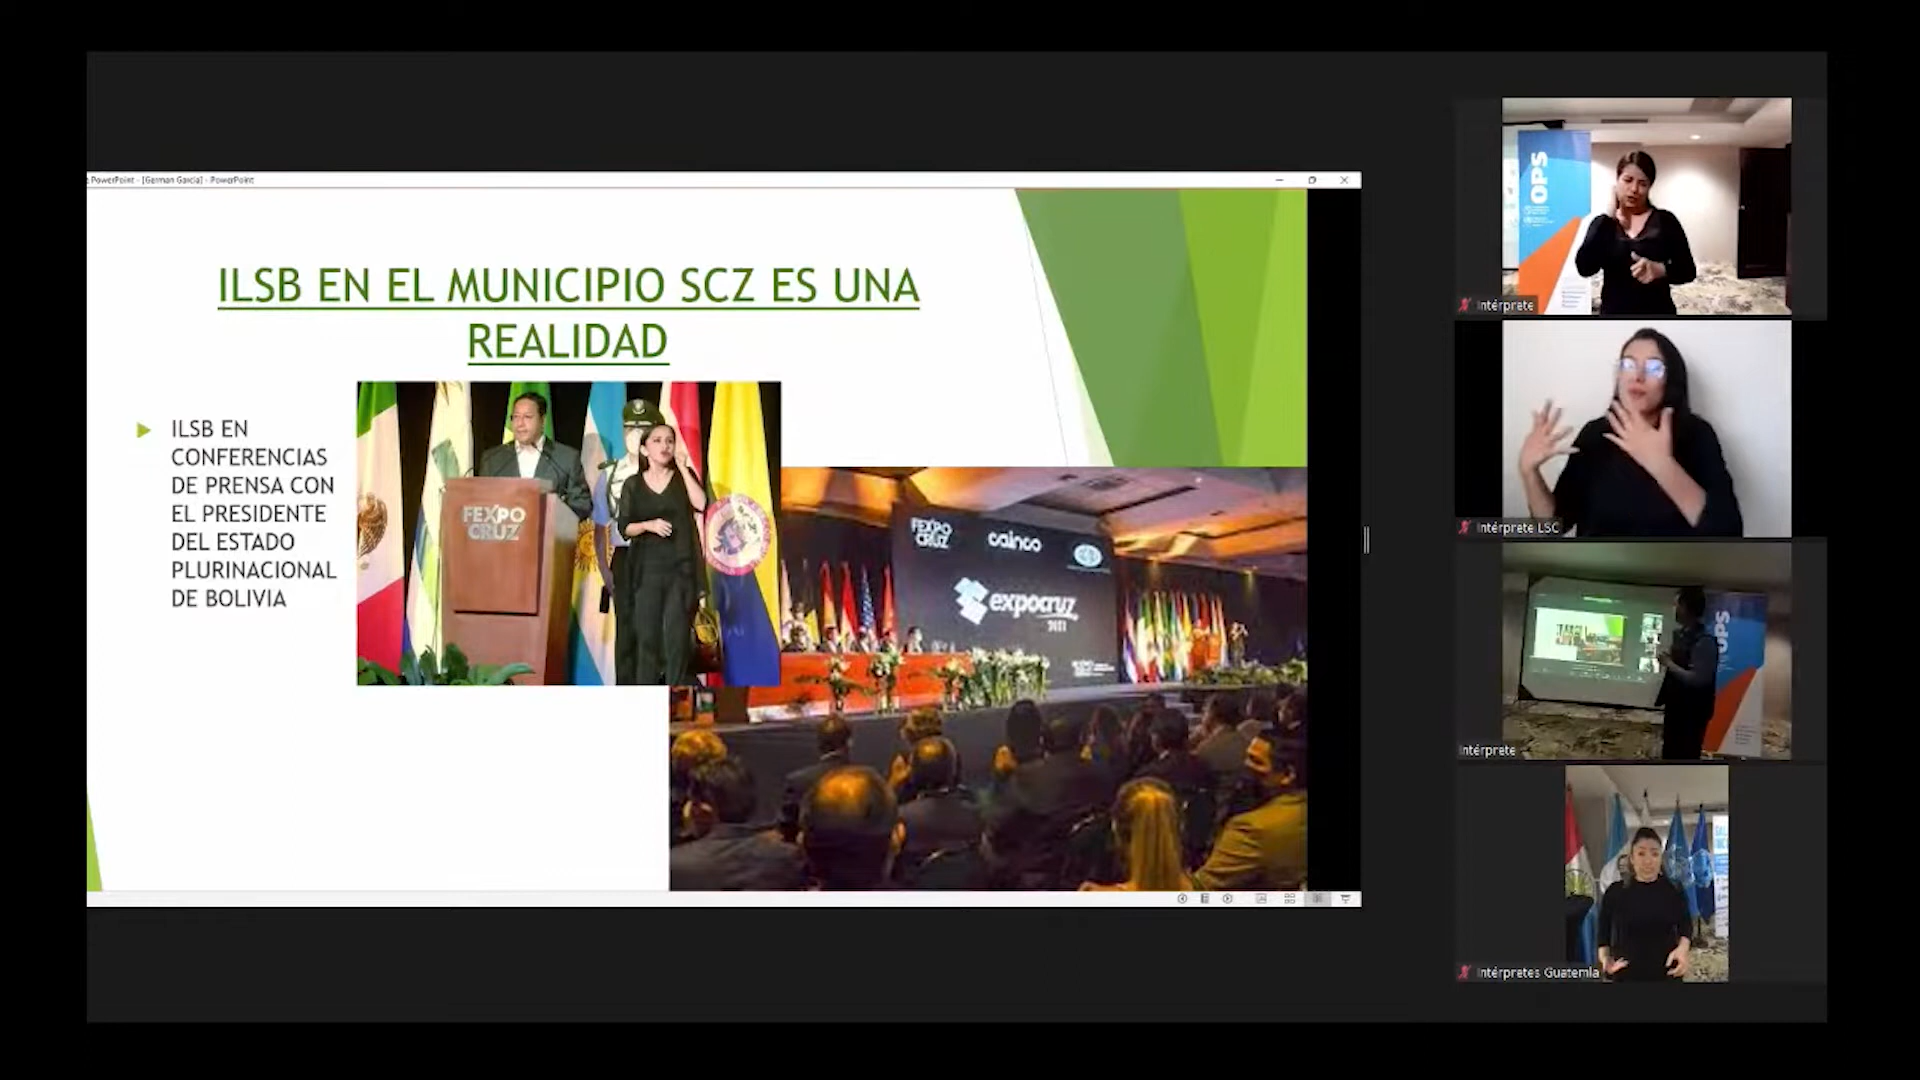 PowerPoint - [German García] - PowerPoint
ILSB EN EL MUNICIPIO SCZ ES UNA
REALIDAD
ILSB EN
CONFERENCIAS
DE PRENSA CON
EL PRESIDENTE
DEL ESTADO
PLURINACIONAL
DE BOLIVIA
FEXPO
CRUZ
FEXPO
CRUZ
cainco
expocruz
2021
OPS
Intérprete
Intérprete LSC
OPS
Intérprete
Intérpretes Guatemla